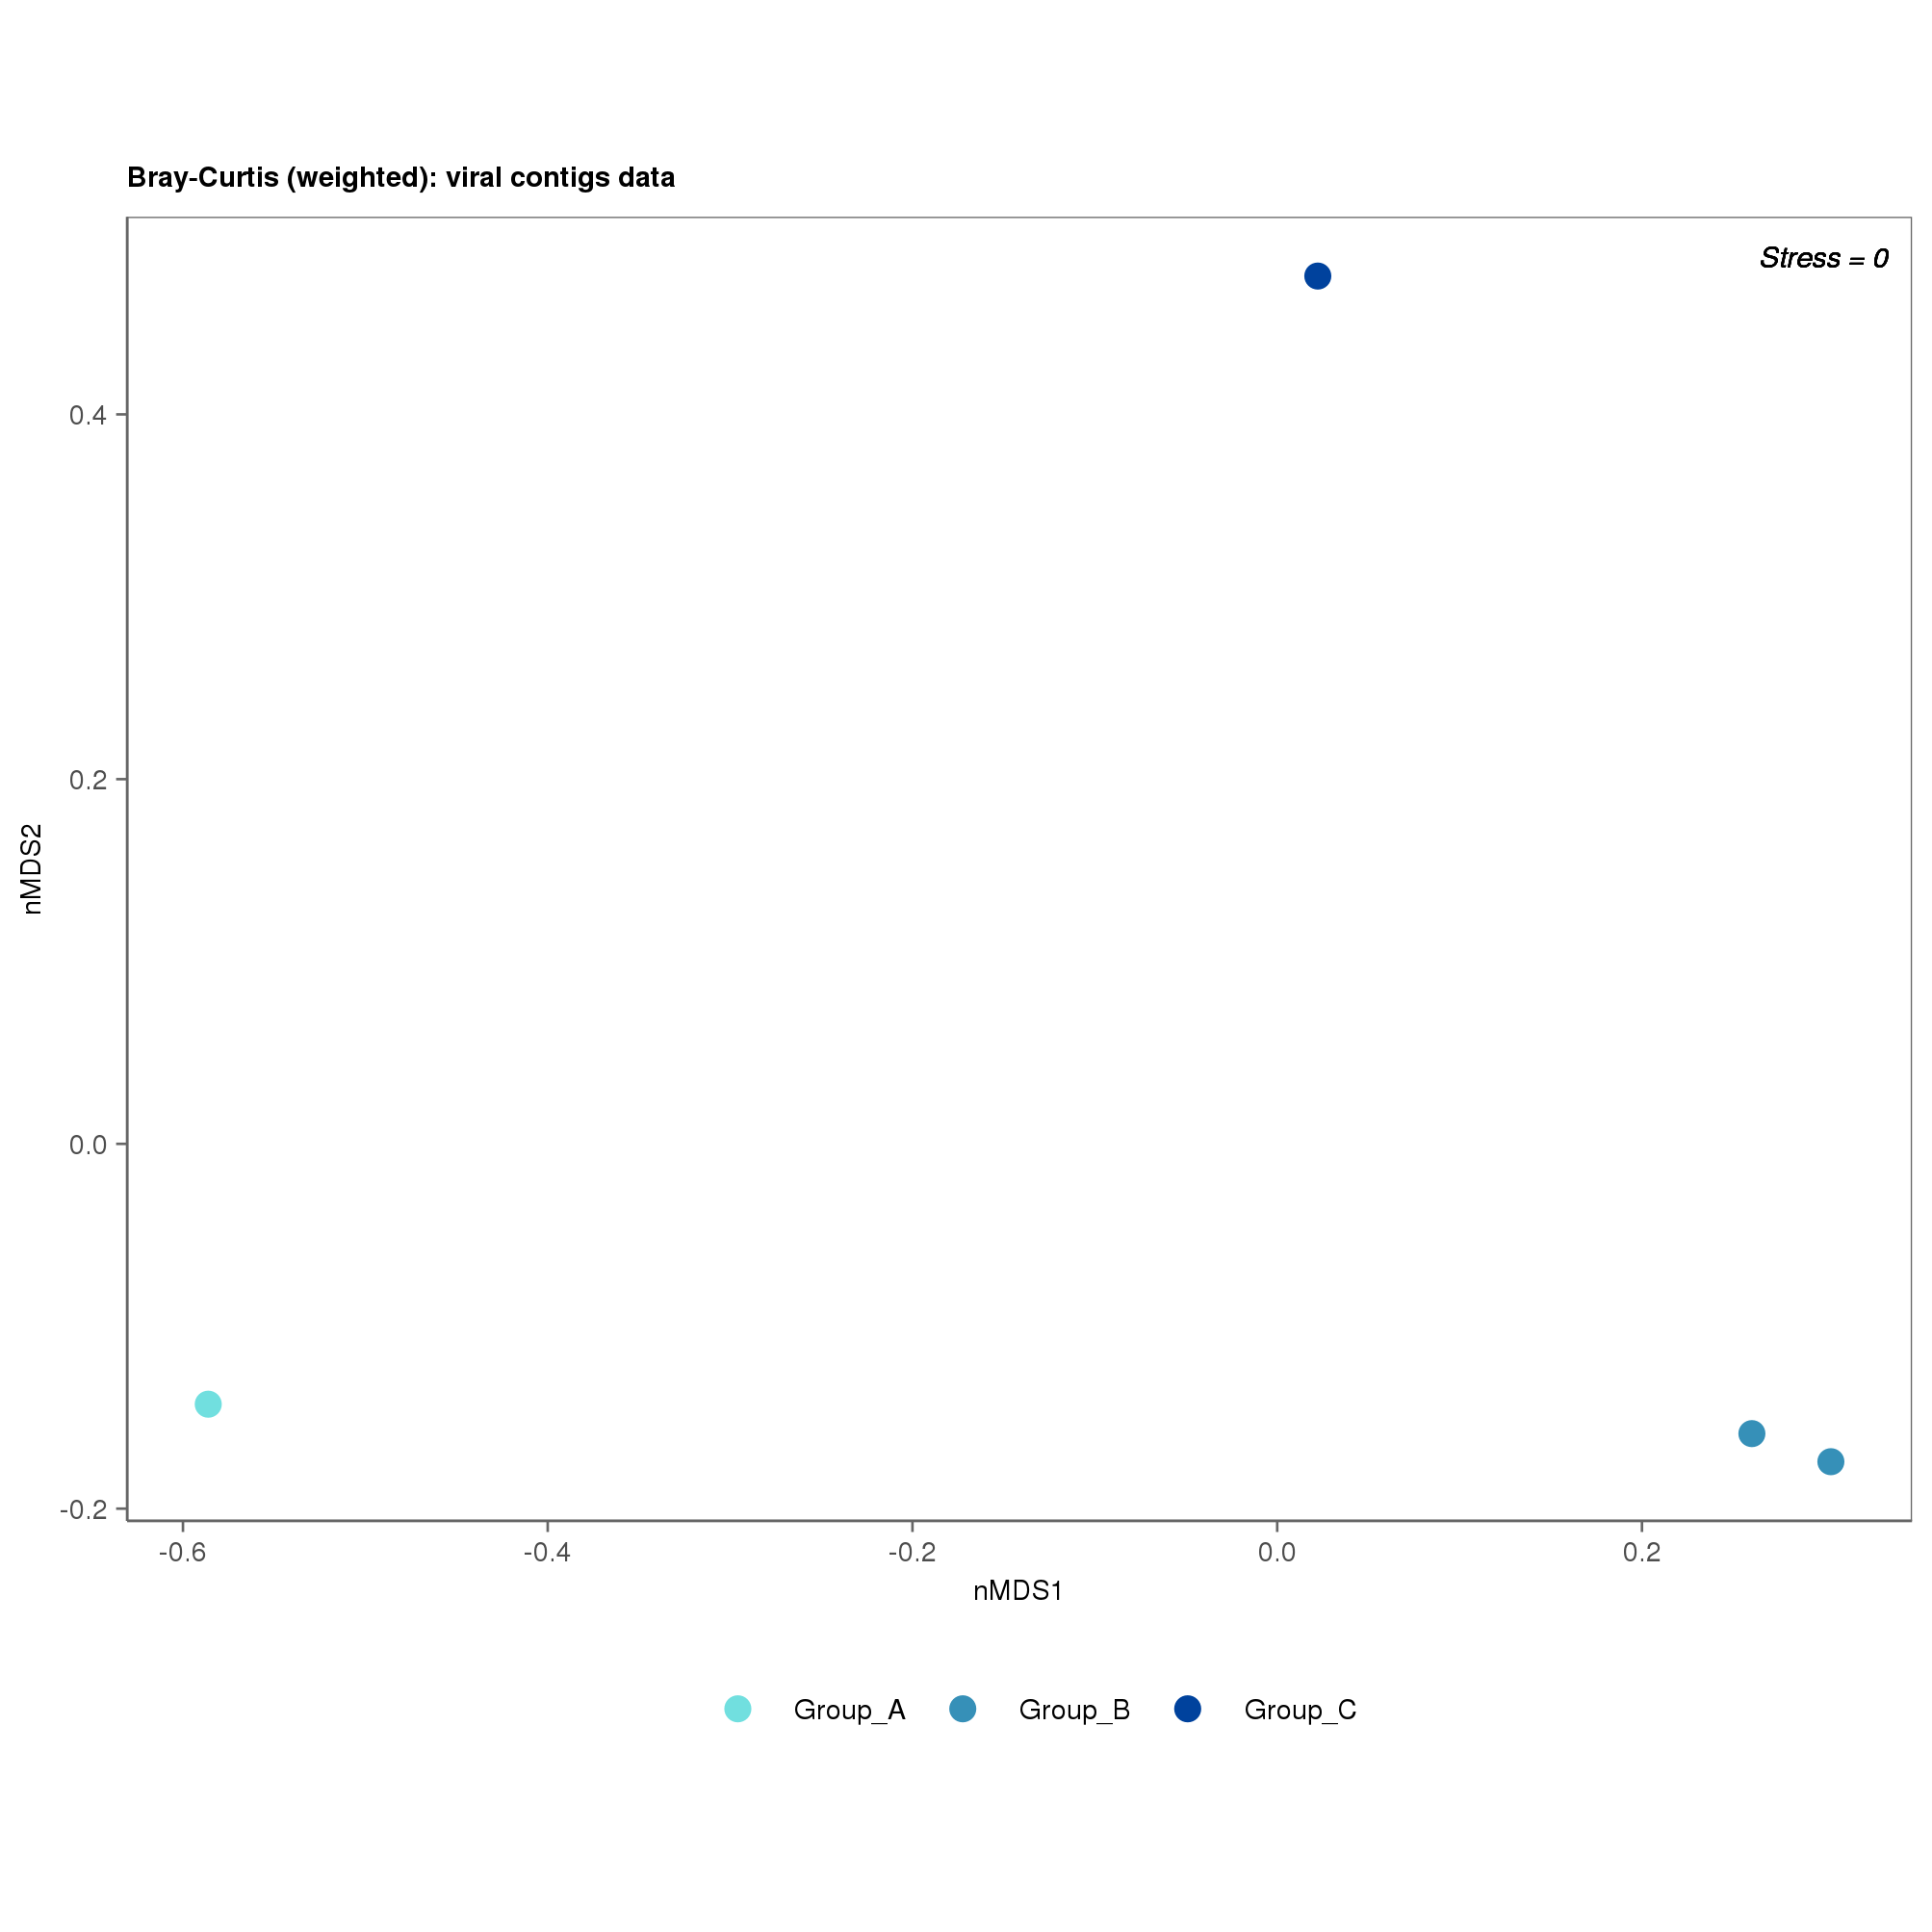 Bray-Curtis (weighted): viral contigs data
Stress = 0
0.4
0.2
0.0
-0.2
nMDS2
-0.6 -0.4 -0.2 0.0 0.2
nMDS1
Group_A Group_B Group_C